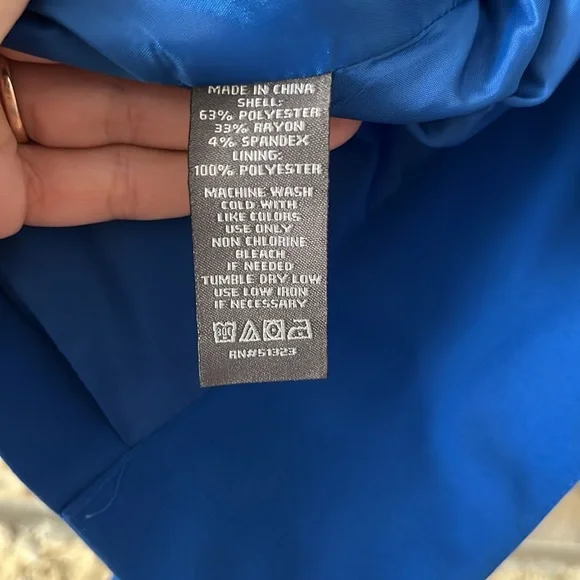 MADE IN CHINA
SHELL:
63% POLYESTER
33% RAYON
4% SPANDEX
LINING:
100% POLYESTER
MACHINE WASH
COLD WITH
LIKE COLORS
USE ONLY
NON CHLORINE
BLEACH
IF NEEDED
TUMBLE DRY LOW
USE LOW IRON
IF NECESSARY
RN#51323